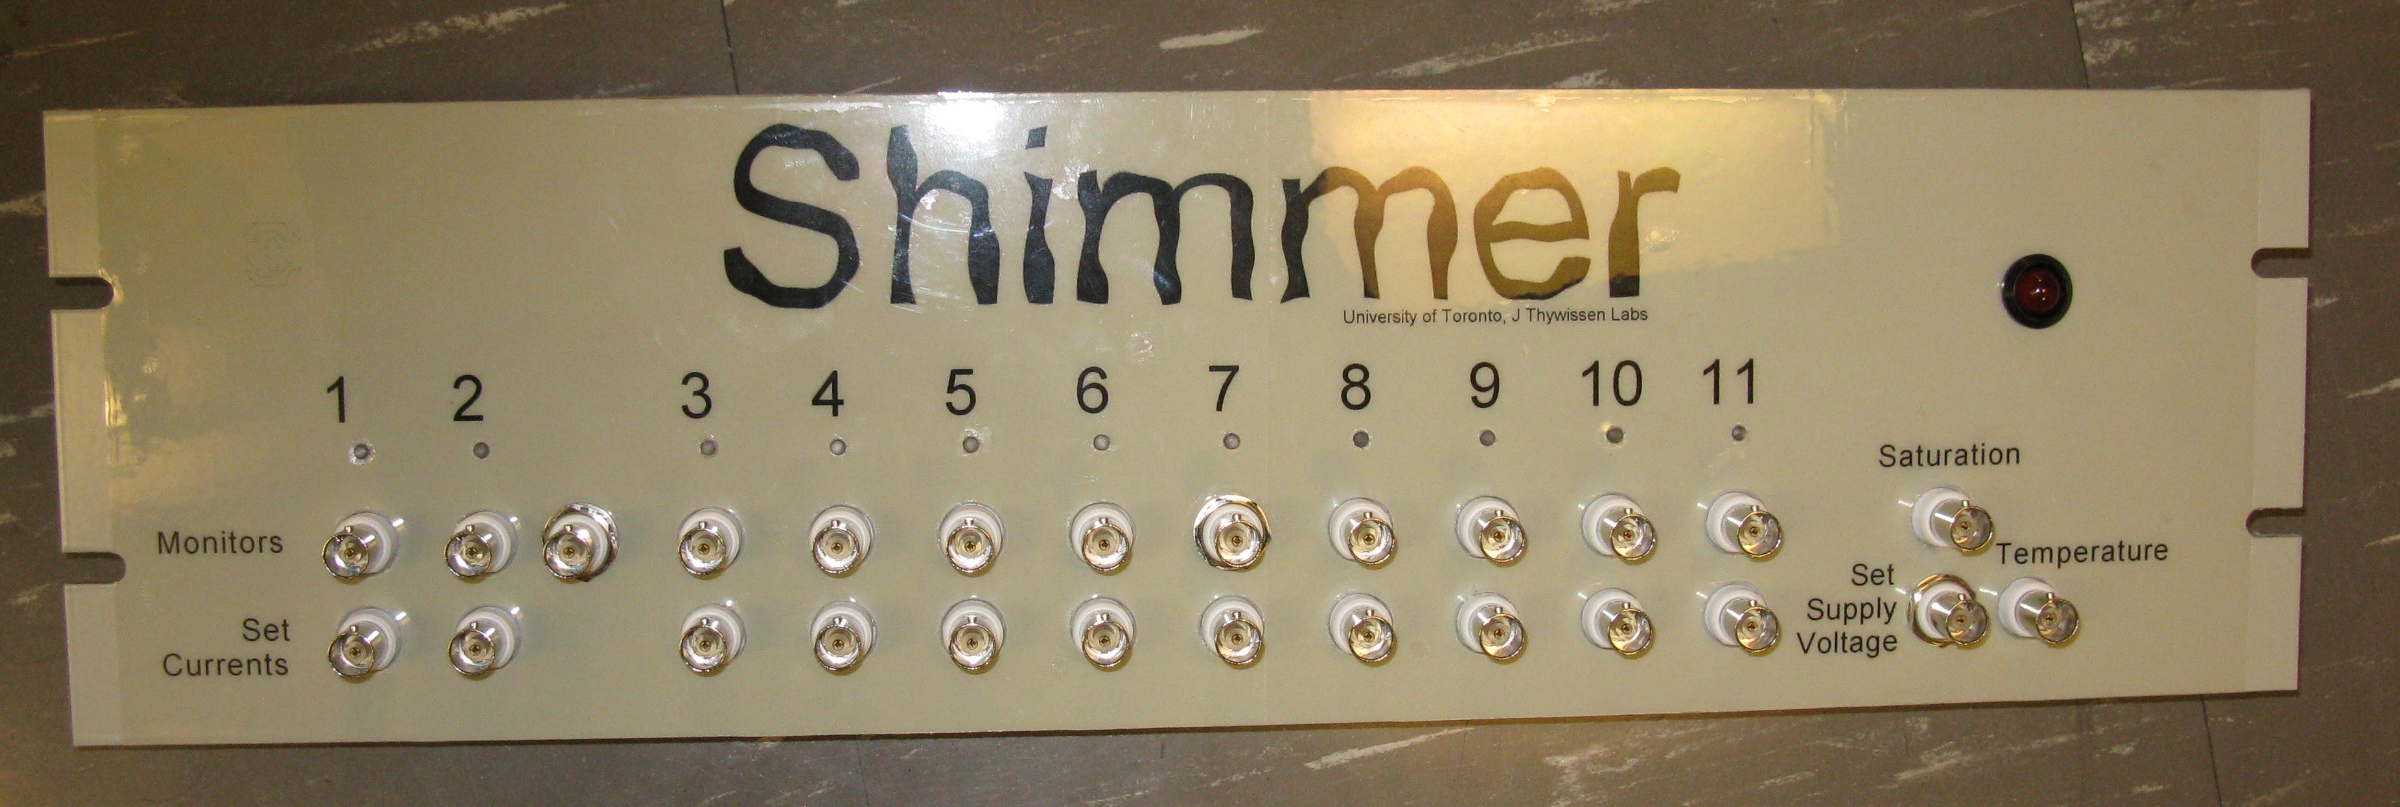 Shimmer
University of Toronto, J Thywissen Labs
1 2 3 4 5 6 7 8 9 10 11
Saturation
Monitors
Temperature
Set
Supply
Voltage
Set
Currents